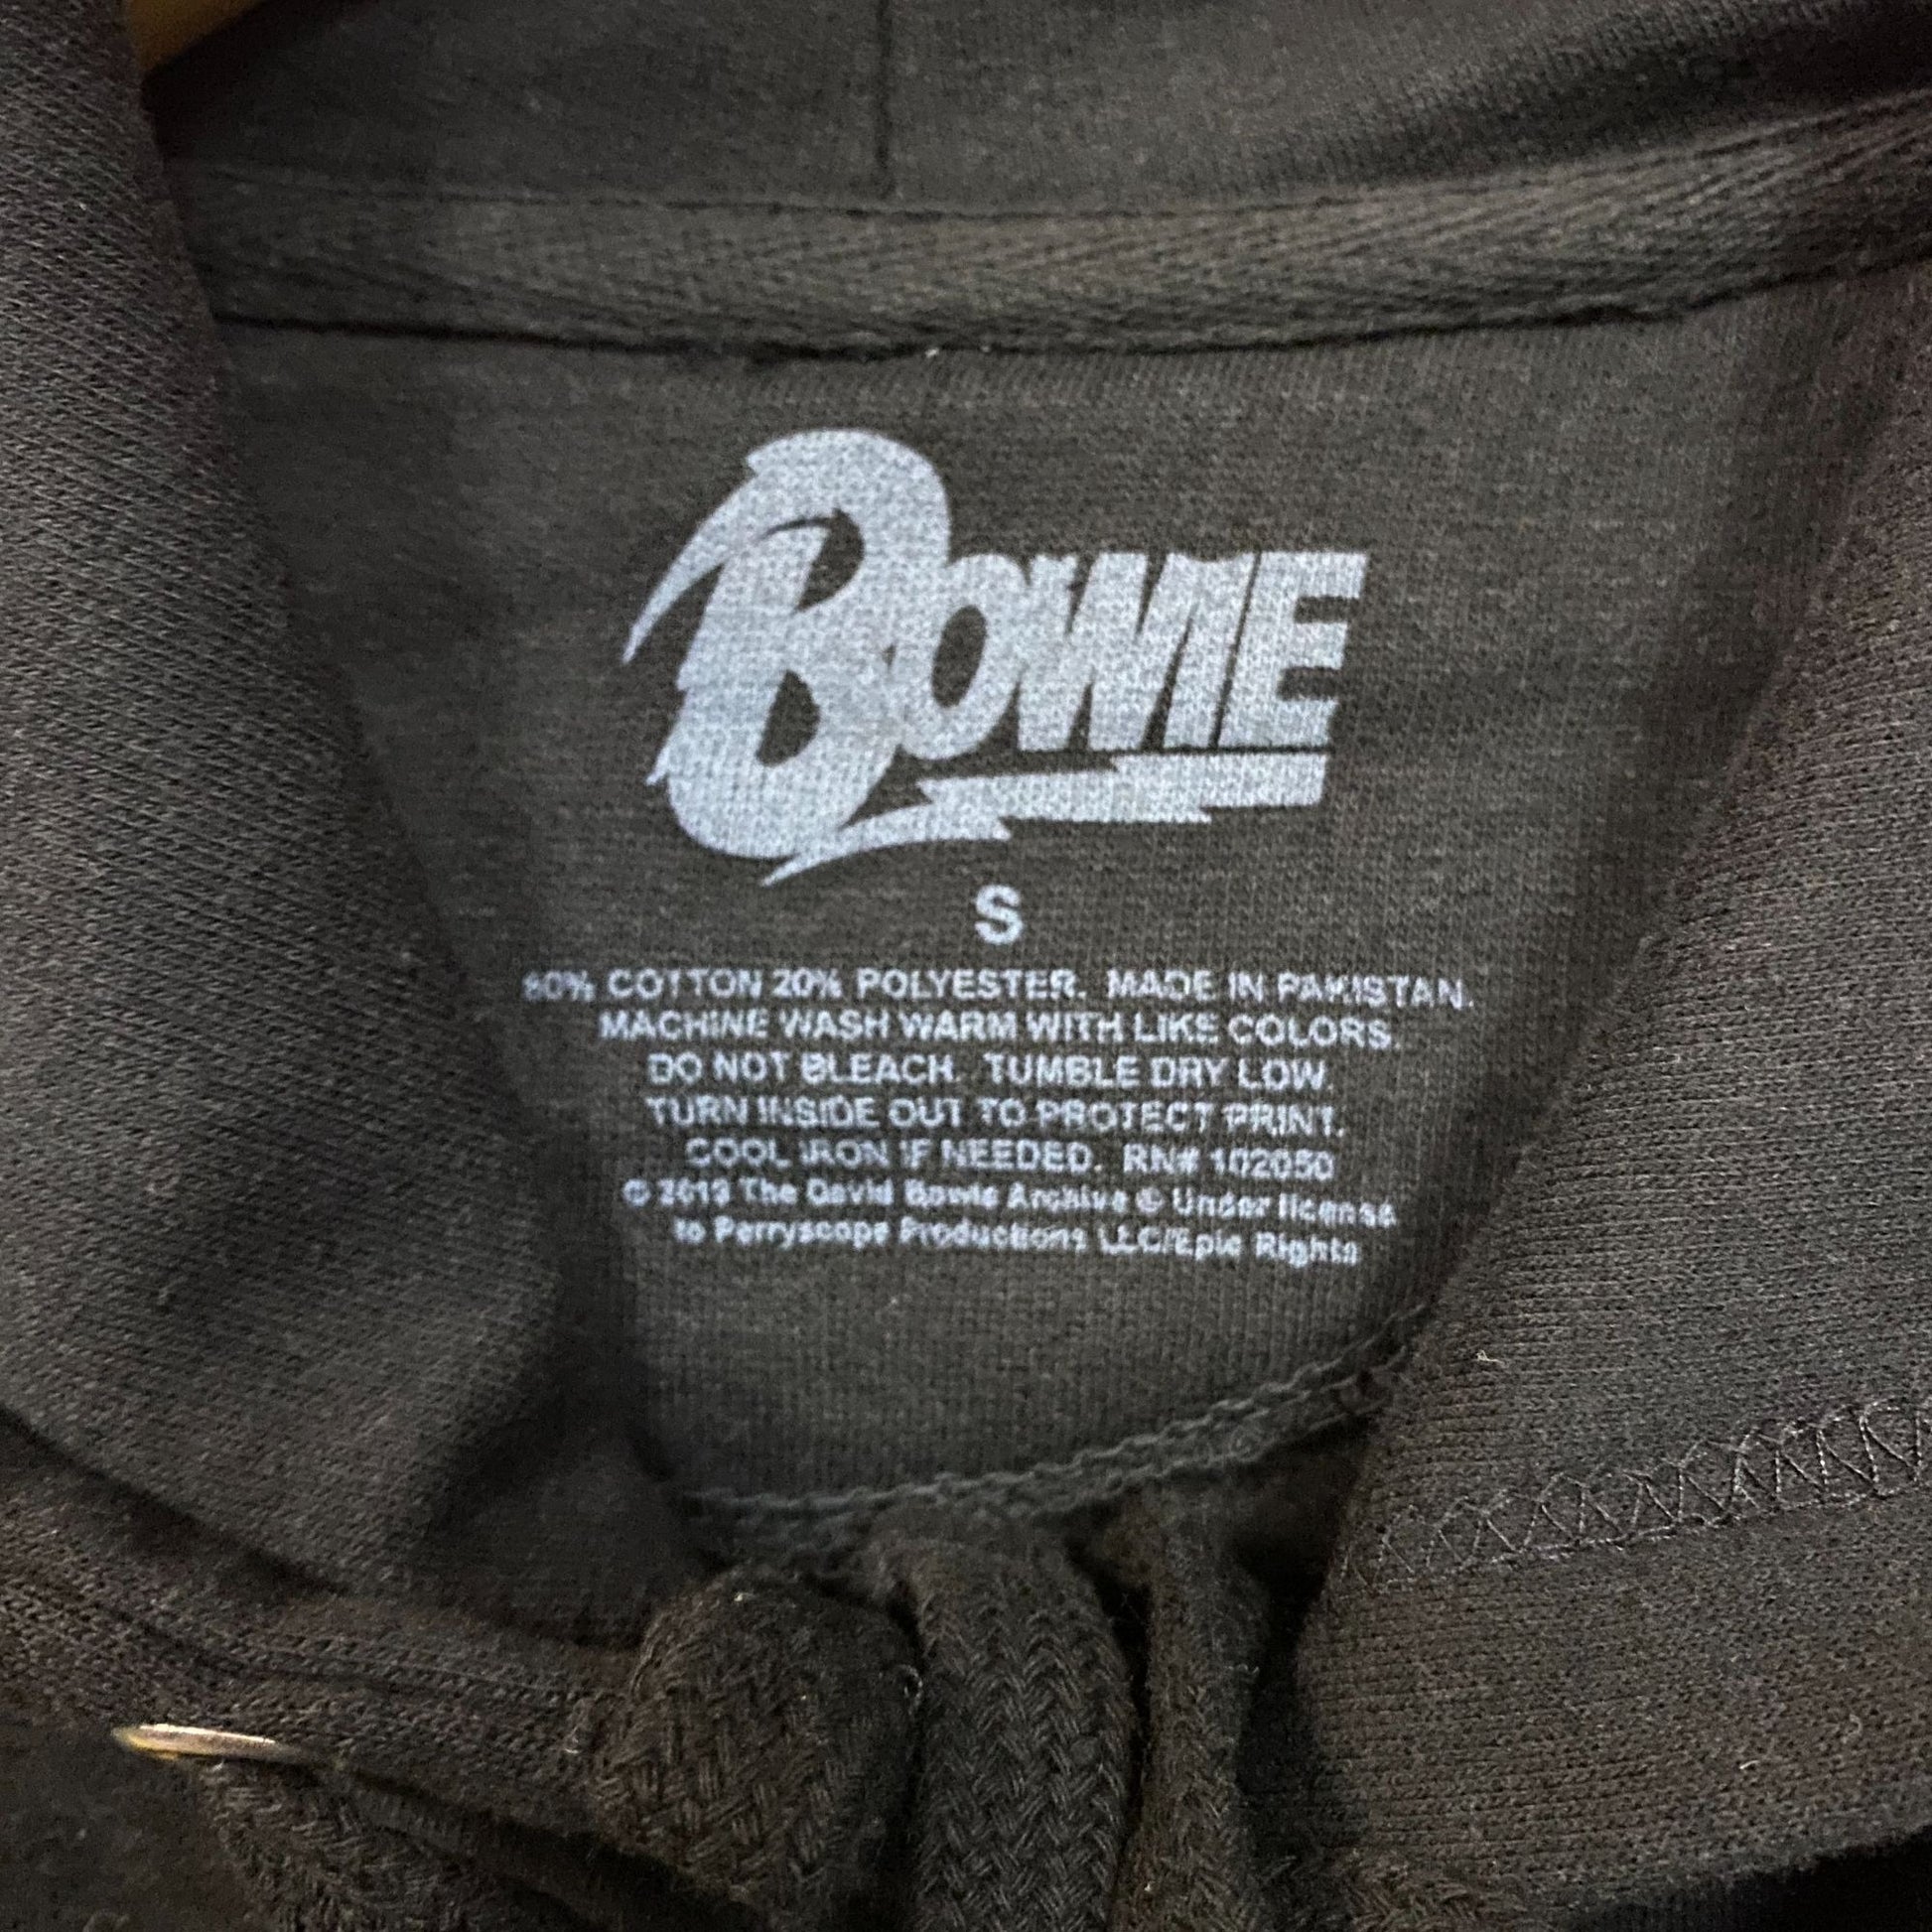 BOWIE
S
80% COTTON 20% POLYESTER. MADE IN PAKISTAN.
MACHINE WASH WARM WITH LIKE COLORS.
DO NOT BLEACH. TUMBLE DRY LOW.
TURN INSIDE OUT TO PROTECT PRINT.
COOL IRON IF NEEDED. RN# 102050
© 2019 The David Bowie Archive © Under license
to Perryscope Productions LLC/Epic Rights